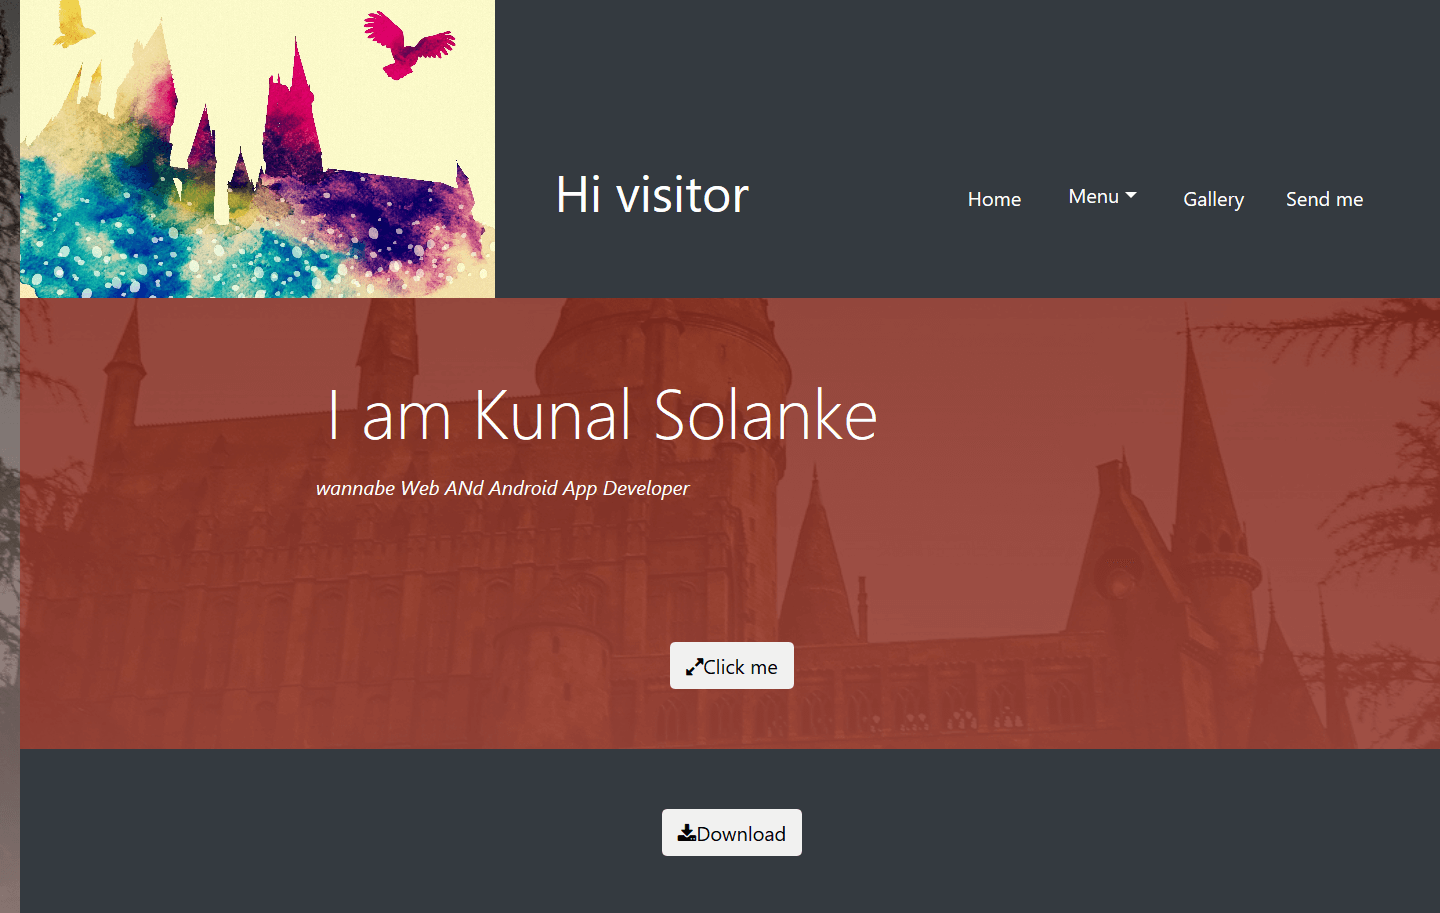 Hi visitor
Home Menu Gallery Send me
I am Kunal Solanke
wannabe Web ANd Android App Developer
Click me
Download